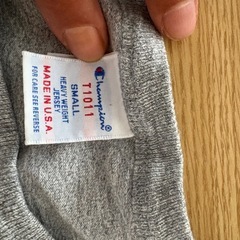 Champion
T1011
SMALL
HEAVY WEIGHT
JERSEY
MADE IN U.S.A.
FOR CARE SEE REVERSE